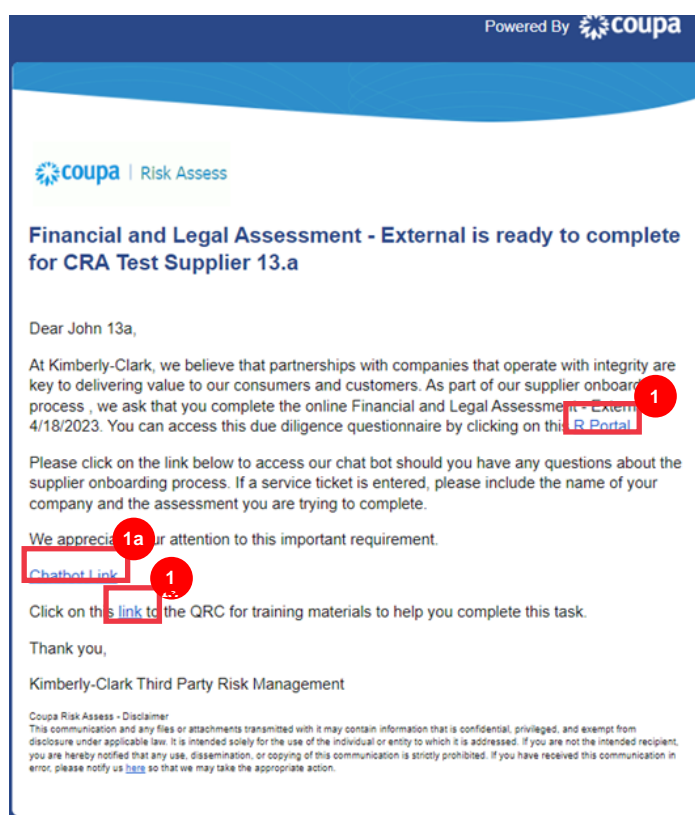 Powered By coupa
coupa | Risk Assess
Financial and Legal Assessment - External is ready to complete
for CRA Test Supplier 13.a
Dear John 13a,
At Kimberly-Clark, we believe that partnerships with companies that operate with integrity are
key to delivering value to our consumers and customers. As part of our supplier onboard
process , we ask that you complete the online Financial and Legal Assessment - Extern
1
4/18/2023. You can access this due diligence questionnaire by clicking on this R Portal
Please click on the link below to access our chat bot should you have any questions about the
supplier onboarding process. If a service ticket is entered, please include the name of your
company and the assessment you are trying to complete.
We apprecia 1a ur attention to this important requirement.
Chatbot Link
1
Click on this link to the QRC for training materials to help you complete this task.
Thank you,
Kimberly-Clark Third Party Risk Management
Coupa Risk Assess - Disclaimer
This communication and any files or attachments transmitted with it may contain information that is confidential, privileged, and exempt from
disclosure under applicable law. It is intended solely for the use of the individual or entity to which it is addressed. If you are not the intended recipient,
you are hereby notified that any use, dissemination, or copying of this communication is strictly prohibited. If you have received this communication in
error, please notify us here so that we may take the appropriate action.